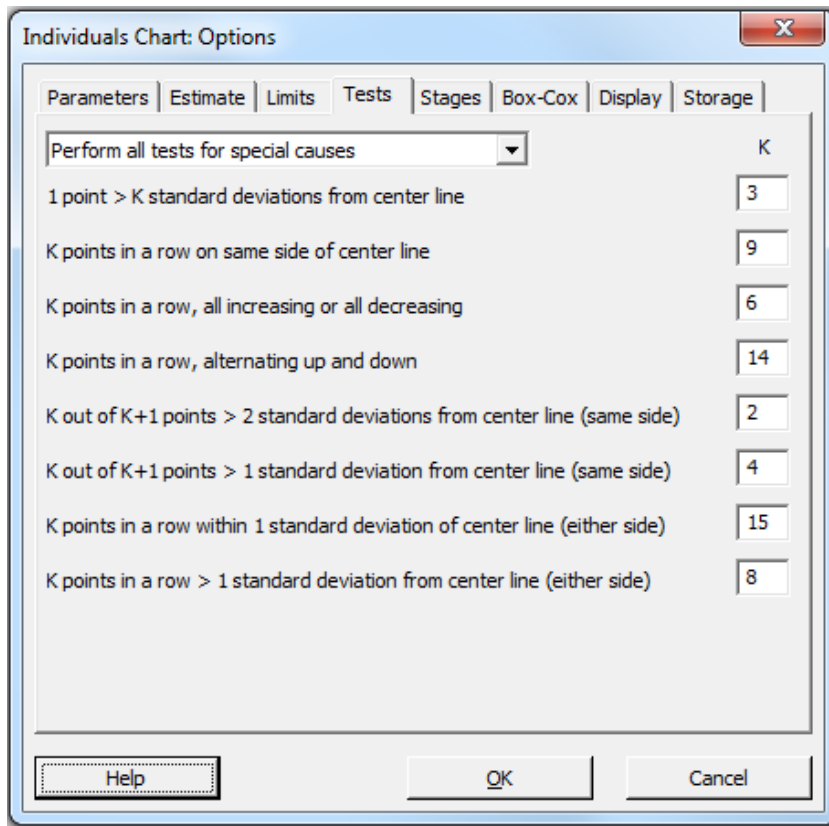 Individuals Chart: Options
Parameters Estimate Limits Tests Stages Box-Cox Display Storage
Perform all tests for special causes K
1 point > K standard deviations from center line 3
K points in a row on same side of center line 9
K points in a row, all increasing or all decreasing 6
K points in a row, alternating up and down 14
K out of K+1 points > 2 standard deviations from center line (same side) 2
K out of K+1 points > 1 standard deviation from center line (same side) 4
K points in a row within 1 standard deviation of center line (either side) 15
K points in a row > 1 standard deviation from center line (either side) 8
Help OK Cancel